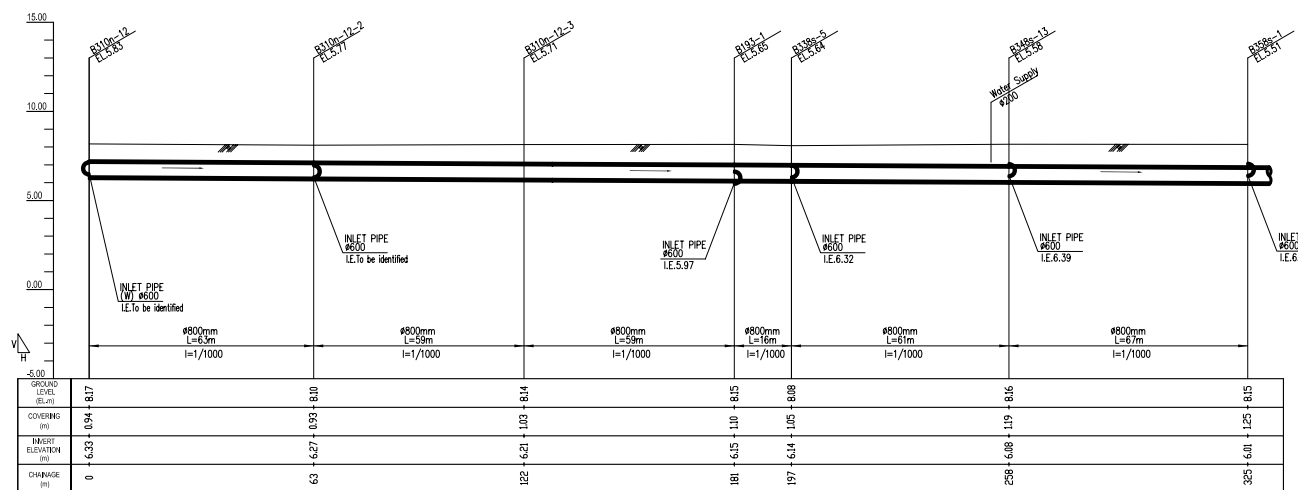 15.00
10.00
5.00
0.00
-5.00
V
H
B310n-12
EL.5.83
B310n-12-2
EL.5.77
B310n-12-3
EL.5.71
B193-1
EL.5.65
B338s-5
EL.5.64
B348s-13
EL.5.58
B358s-1
EL.5.51
Water Supply
ø200
INLET PIPE
(W) ø600
I.E.To be identified
INLET PIPE
ø600
I.E.To be identified
INLET PIPE
ø600
I.E.5.97
INLET PIPE
ø600
I.E.6.32
INLET PIPE
ø600
I.E.6.39
INLET
ø600
I.E.6.
ø800mm
L=63m
I=1/1000
ø800mm
L=59m
I=1/1000
ø800mm
L=59m
I=1/1000
ø800mm
L=16m
I=1/1000
ø800mm
L=61m
I=1/1000
ø800mm
L=67m
I=1/1000
GROUND
LEVEL
(EL.m)
8.17 8.10 8.14 8.15 8.08 8.16 8.15
COVERING
(m)
0.94 0.93 1.03 1.10 1.05 1.19 1.25
INVERT
ELEVATION
(m)
6.33 6.27 6.21 6.15 6.14 6.08 6.01
CHAINAGE
(m)
0 63 122 181 197 258 325